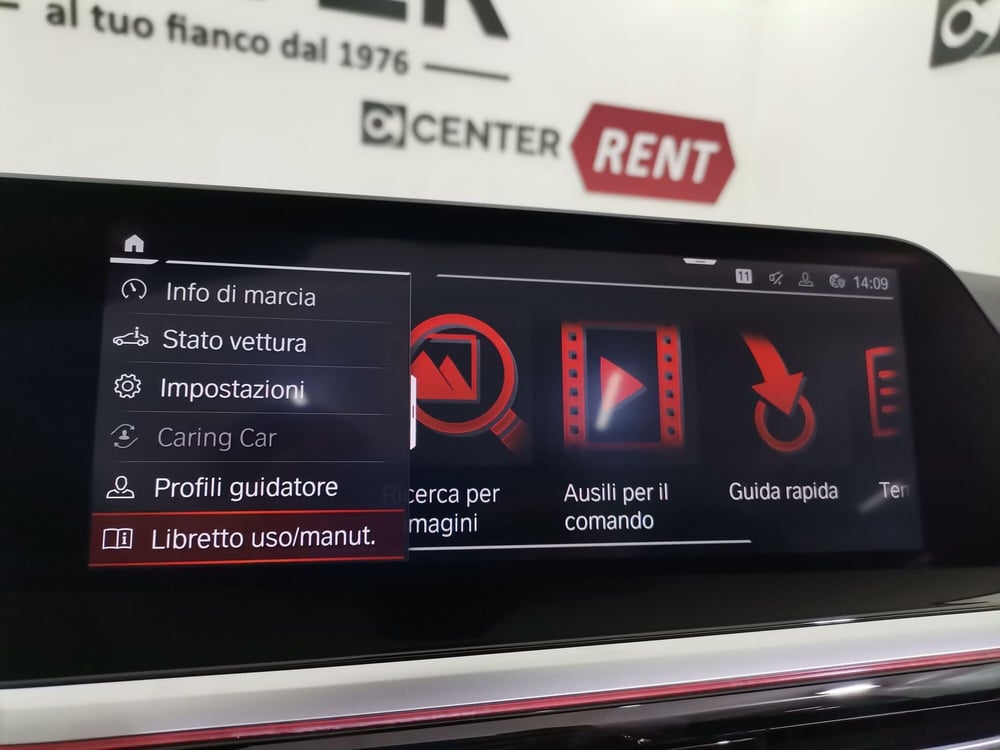 al tuo fianco dal 1976
CENTER RENT
11 14:09
Info di marcia
Stato vettura
Impostazioni
Caring Car
Profili guidatore
Libretto uso/manut.
Ricerca per
mmagini
Ausili per il
comando
Guida rapida